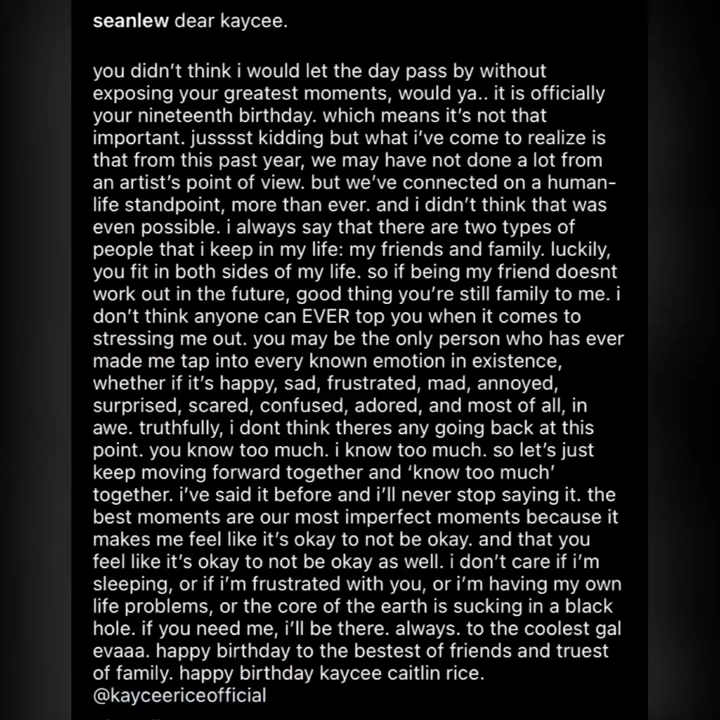 seanlew dear kaycee.
you didn't think i would let the day pass by without
exposing your greatest moments, would ya.. it is officially
your nineteenth birthday. which means it's not that
important. jusssst kidding but what i've come to realize is
that from this past year, we may have not done a lot from
an artist's point of view. but we've connected on a human-
life standpoint, more than ever. and i didn't think that was
even possible. i always say that there are two types of
people that i keep in my life: my friends and family. luckily,
you fit in both sides of my life. so if being my friend doesnt
work out in the future, good thing you're still family to me. i
don't think anyone can EVER top you when it comes to
stressing me out. you may be the only person who has ever
made me tap into every known emotion in existence,
whether if it's happy, sad, frustrated, mad, annoyed,
surprised, scared, confused, adored, and most of all, in
awe. truthfully, i dont think theres any going back at this
point. you know too much. i know too much. so let's just
keep moving forward together and ‘know too much’
together. i've said it before and i'll never stop saying it. the
best moments are our most imperfect moments because it
makes me feel like it's okay to not be okay. and that you
feel like it's okay to not be okay as well. i don't care if i'm
sleeping, or if i'm frustrated with you, or i'm having my own
life problems, or the core of the earth is sucking in a black
hole. if you need me, i'll be there. always. to the coolest gal
evaaa. happy birthday to the bestest of friends and truest
of family. happy birthday kaycee caitlin rice.
@kayceericeofficial